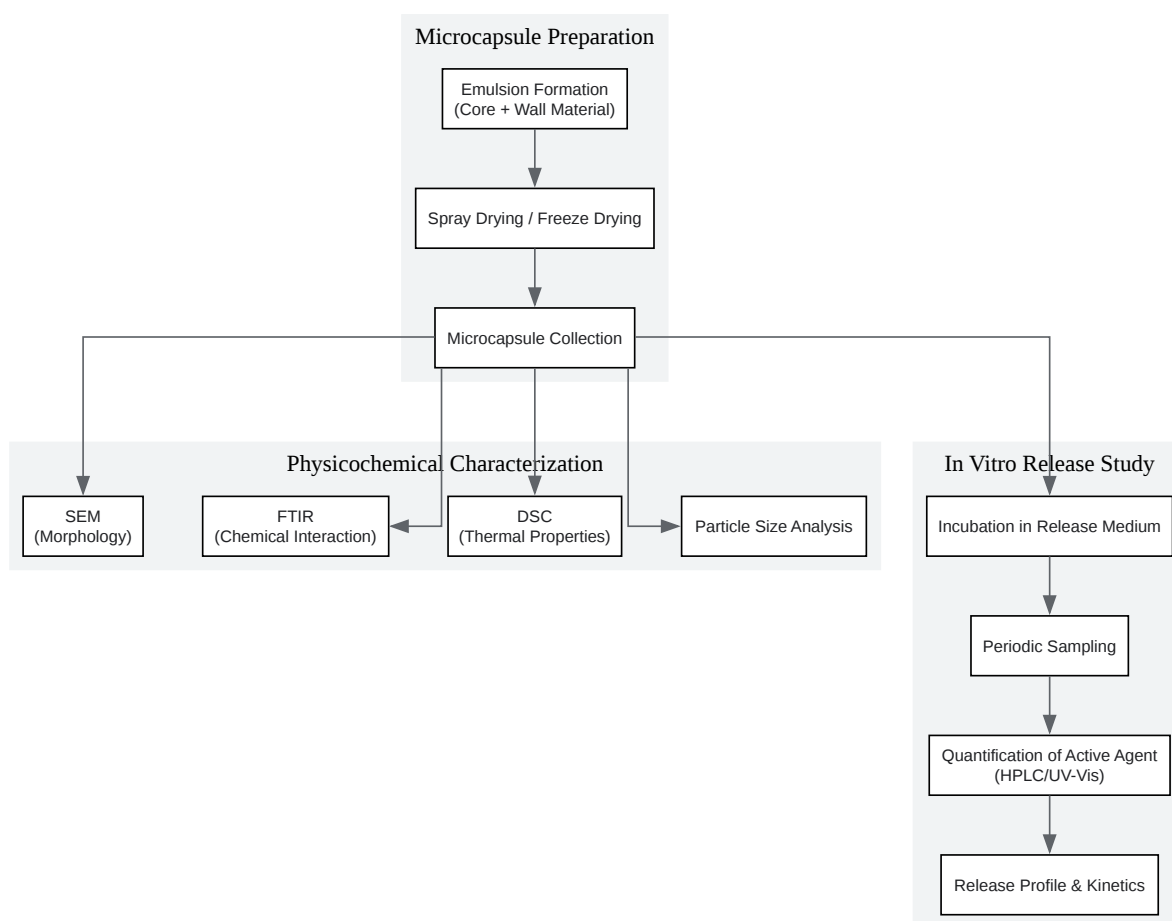 Microcapsule Preparation
Emulsion Formation
(Core + Wall Material)
Spray Drying / Freeze Drying
Microcapsule Collection
Physicochemical Characterization
SEM
(Morphology)
FTIR
(Chemical Interaction)
DSC
(Thermal Properties)
Particle Size Analysis
In Vitro Release Study
Incubation in Release Medium
Periodic Sampling
Quantification of Active Agent
(HPLC/UV-Vis)
Release Profile & Kinetics